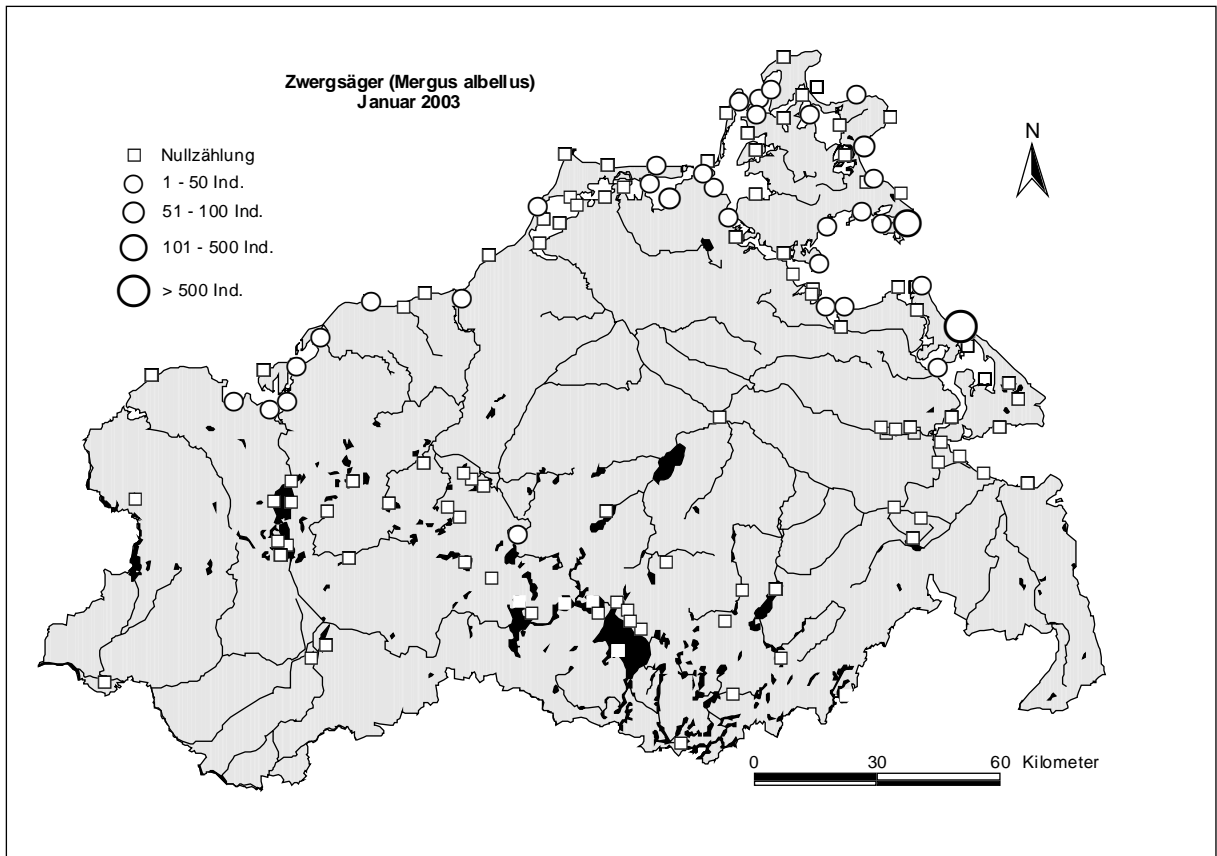 Zwergsäger (Mergus albellus)
Januar 2003
N
Nullzählung
1 - 50 Ind.
51 - 100 Ind.
101 - 500 Ind.
> 500 Ind.
0 30 60 Kilometer